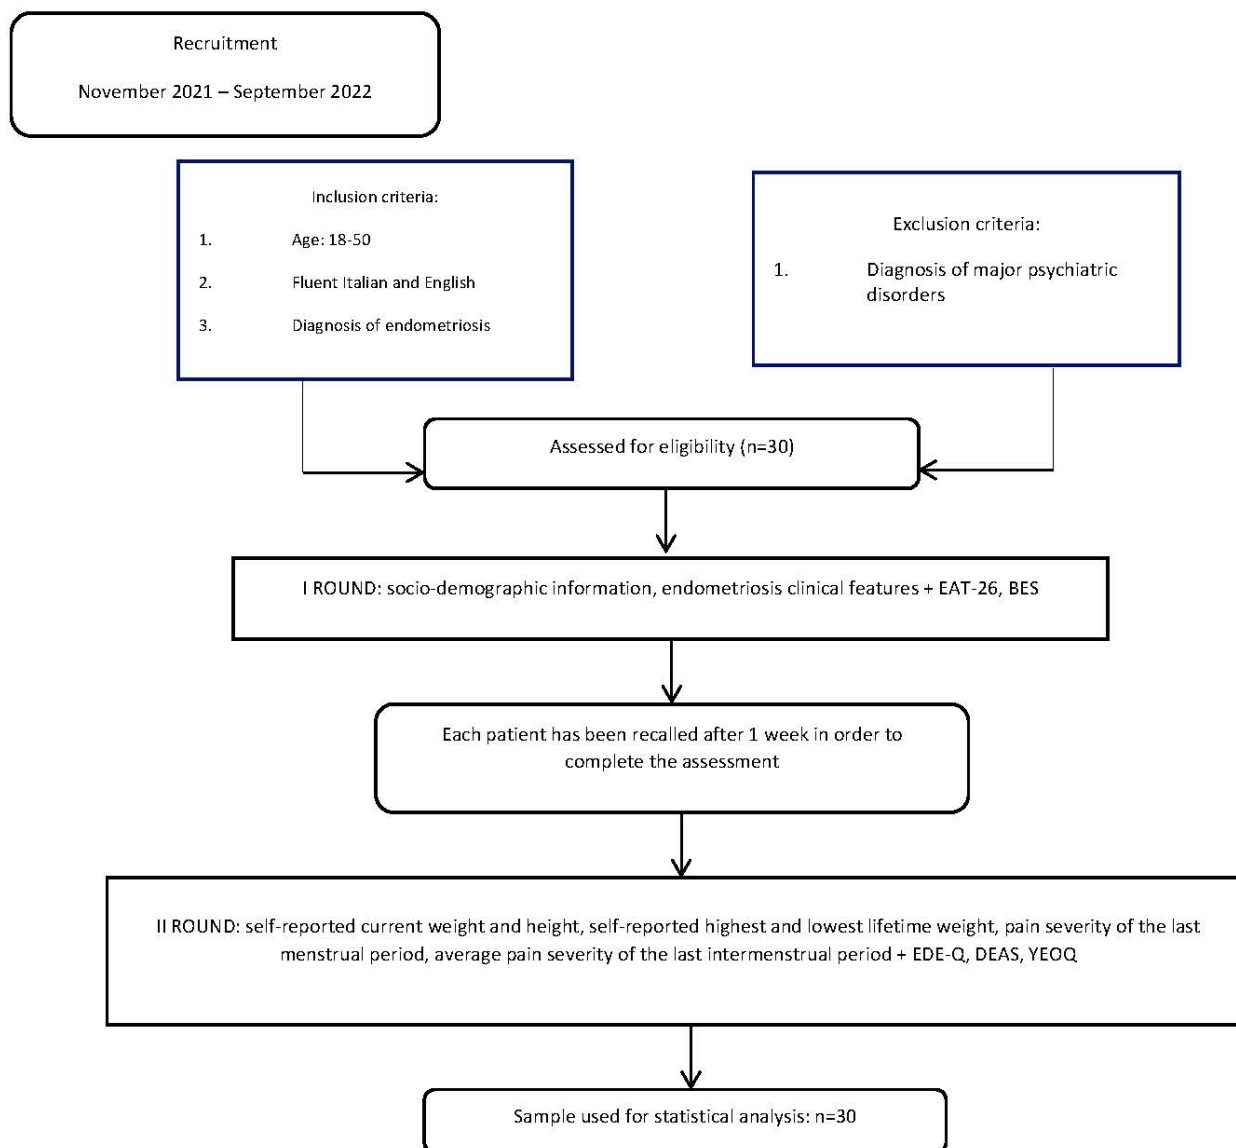 Recruitment
November 2021 – September 2022
Inclusion criteria:
1. Age: 18-50
2. Fluent Italian and English
3. Diagnosis of endometriosis
Exclusion criteria:
1. Diagnosis of major psychiatric
disorders
Assessed for eligibility (n=30)
I ROUND: socio-demographic information, endometriosis clinical features + EAT-26, BES
Each patient has been recalled after 1 week in order to
complete the assessment
II ROUND: self-reported current weight and height, self-reported highest and lowest lifetime weight, pain severity of the last
menstrual period, average pain severity of the last intermenstrual period + EDE-Q, DEAS, YEOQ
Sample used for statistical analysis: n=30